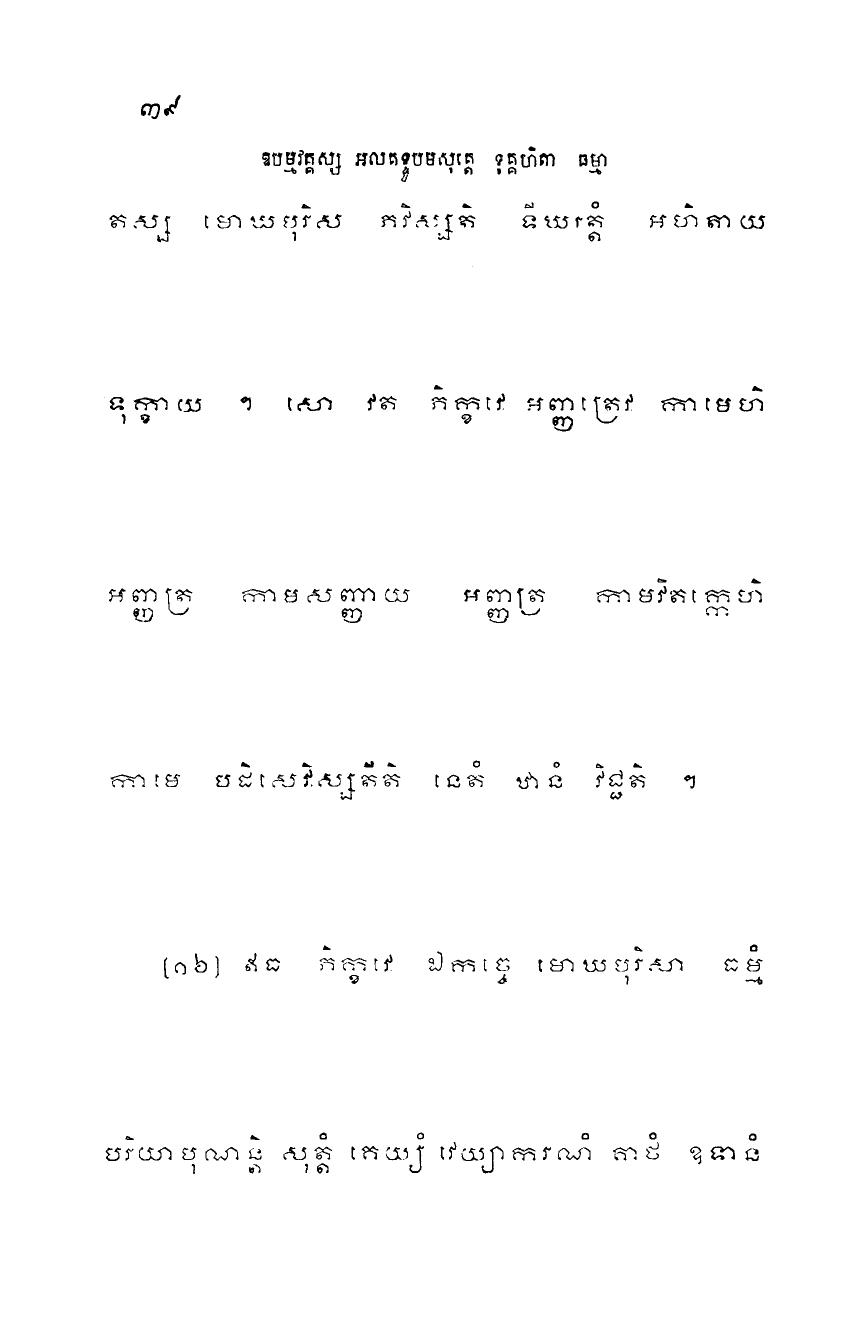 ៣៩
ឱបម្មវគ្គស្ស អលគទ្ទូបមសុត្តេ ទុគ្គហិតា ធម្មា
តស្ស មោឃបុរិស ភវិស្សតិ ទីឃរត្តំ អហិតាយ
ទុក្ខាយ ។ សោ វត ភិក្ខវេ អញ្ញត្រេវ កាមេហិ
អញ្ញត្រ កាមសញ្ញាយ អញ្ញត្រ កាមវិតក្កេហិ
កាមេ បដិសេវិស្សតីតិ នេតំ ឋានំ វិជ្ជតិ ។
[១៦] ឥធ ភិក្ខវេ ឯកច្ចេ មោឃបុរិសា ធម្មំ
បរិយាបុណន្តិ សុត្តំ គេយ្យំ វេយ្យាករណំ គាថំ ឧទានំ